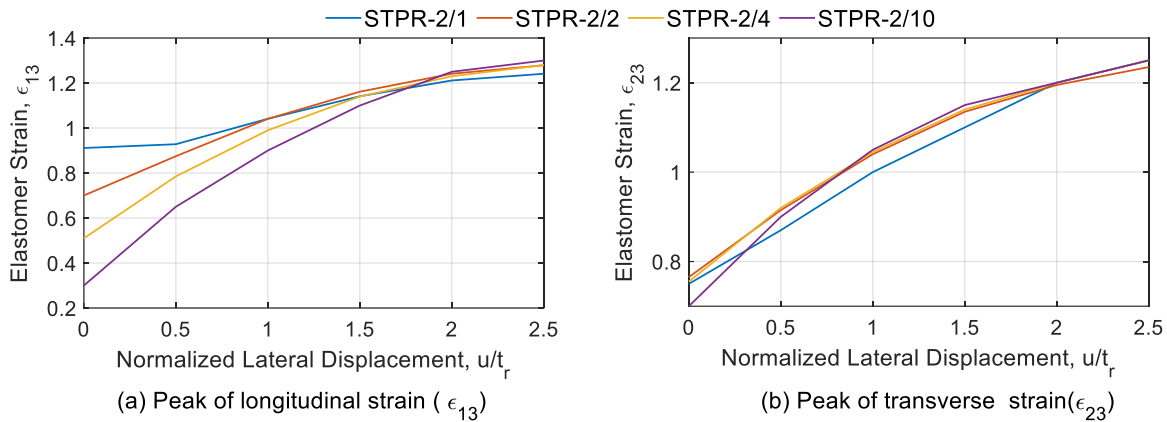 STPR-2/1 STPR-2/2 STPR-2/4 STPR-2/10
1.4
1.2
1
0.8
0.6
0.4
0.2
Elastomer Strain, ϵ13
0 0.5 1 1.5 2 2.5
Normalized Lateral Displacement, u/tr
(a) Peak of longitudinal strain ( ϵ13)
1.2
1
0.8
Elastomer Strain, ϵ23
0 0.5 1 1.5 2 2.5
Normalized Lateral Displacement, u/tr
(b) Peak of transverse strain(ϵ23)